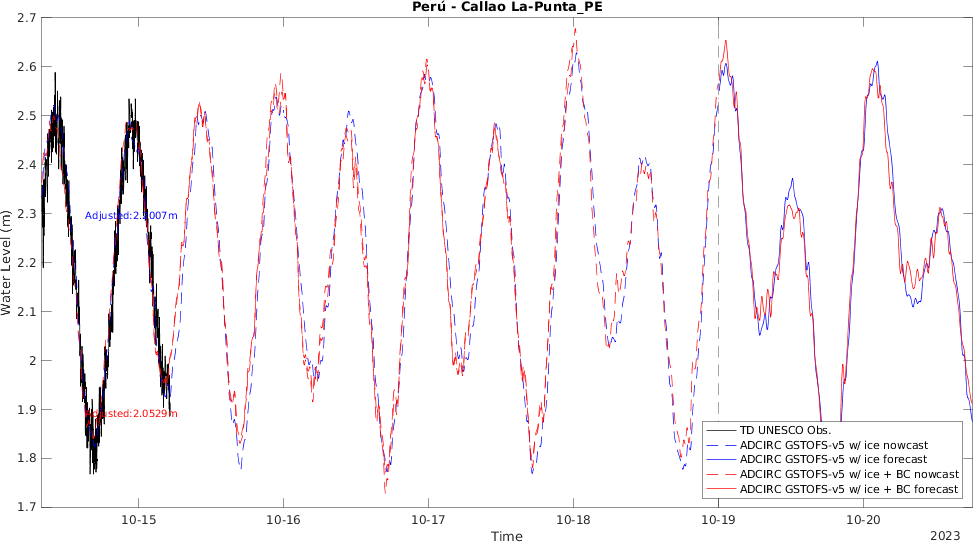 Perú - Callao La-Punta_PE
2.7
2.6
2.5
2.4
2.3
2.2
2.1
2
1.9
1.8
1.7
Water Level (m)
Adjusted:2.
007m
Adjusted:2.0529m
TD UNESCO Obs.
ADCIRC GSTOFS-v5 w/ ice nowcast
ADCIRC GSTOFS-v5 w/ ice forecast
ADCIRC GSTOFS-v5 w/ ice + BC nowcast
ADCIRC GSTOFS-v5 w/ ice + BC forecast
10-15 10-16 10-17 10-18 10-19 10-20
Time
2023